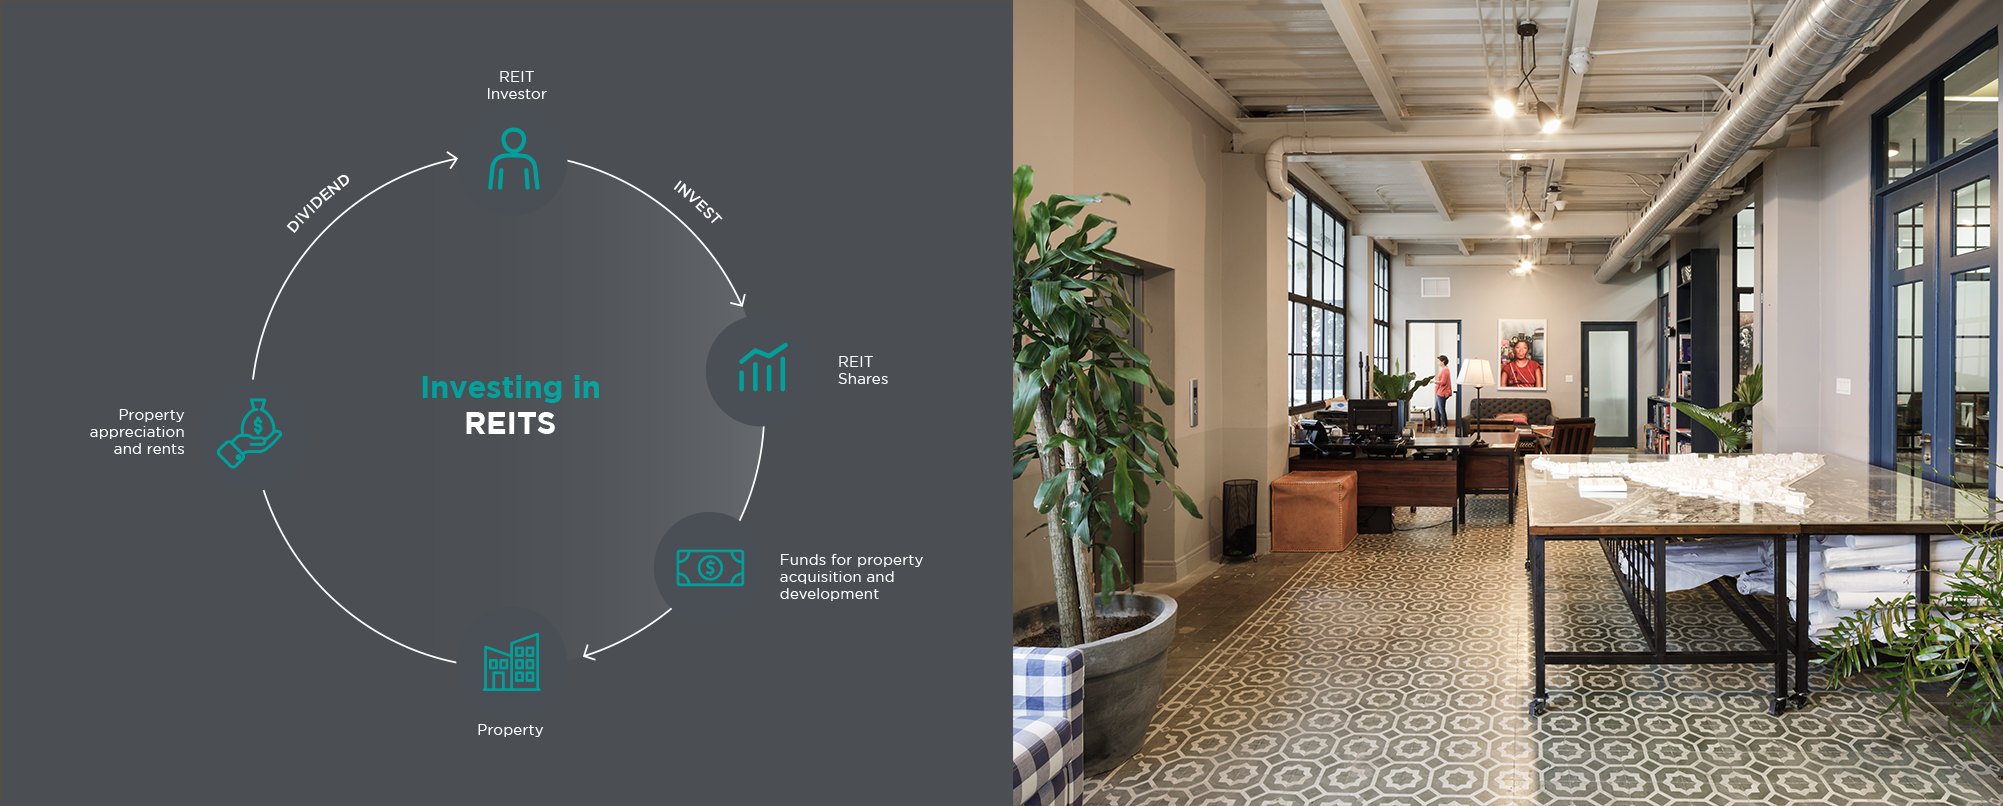 REIT
Investor
DIVIDEND
INVEST
REIT
Shares
Investing in
REITS
Property
appreciation
and rents
$
Funds for property
acquisition and
development
$
Property